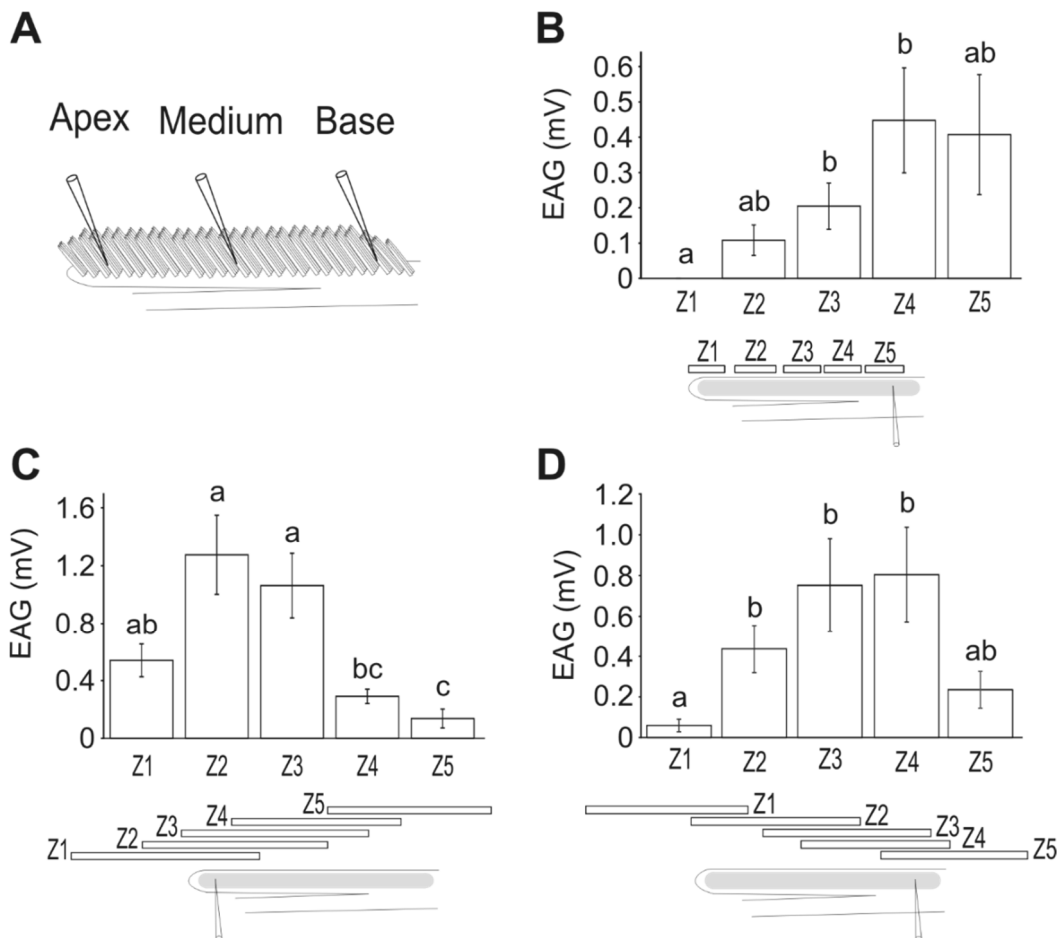 A
Apex Medium Base
B
EAG (mV)
0.6
0.5
0.4
0.3
0.2
0.1
0
a
ab
b
b
ab
Z1 Z2 Z3 Z4 Z5
Z1 Z2 Z3 Z4 Z5
C
EAG (mV)
1.6
1.2
0.8
0.4
0
ab
a
a
bc
c
Z1 Z2 Z3 Z4 Z5
Z5
Z4
Z3
Z2
Z1
D
EAG (mV)
1.2
1.0
0.8
0.6
0.4
0.2
0
a
b
b
b
ab
Z1 Z2 Z3 Z4 Z5
Z1
Z2
Z3
Z4
Z5